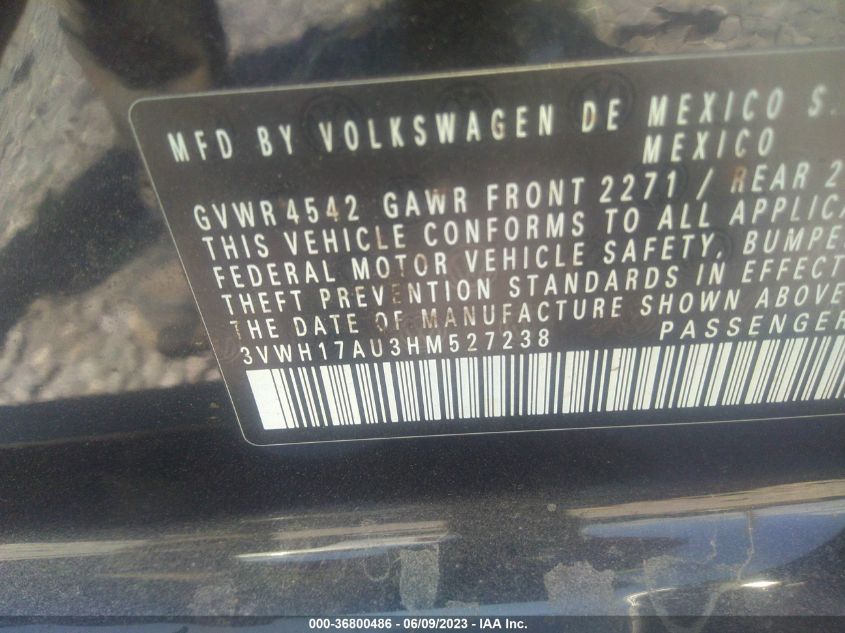 MFD BY VOLKSWAGEN DE MEXICO S.
MEXICO
GVWR 4542 GAWR FRONT 2271 / REAR 2
THIS VEHICLE CONFORMS TO ALL APPLICA
FEDERAL MOTOR VEHICLE SAFETY, BUMPE
THEFT PREVENTION STANDARDS IN EFFECT
THE DATE OF MANUFACTURE SHOWN ABOVE
3VWH17AU3HM527238 PASSENGER
000-36800486 - 06/09/2023 - IAA Inc.